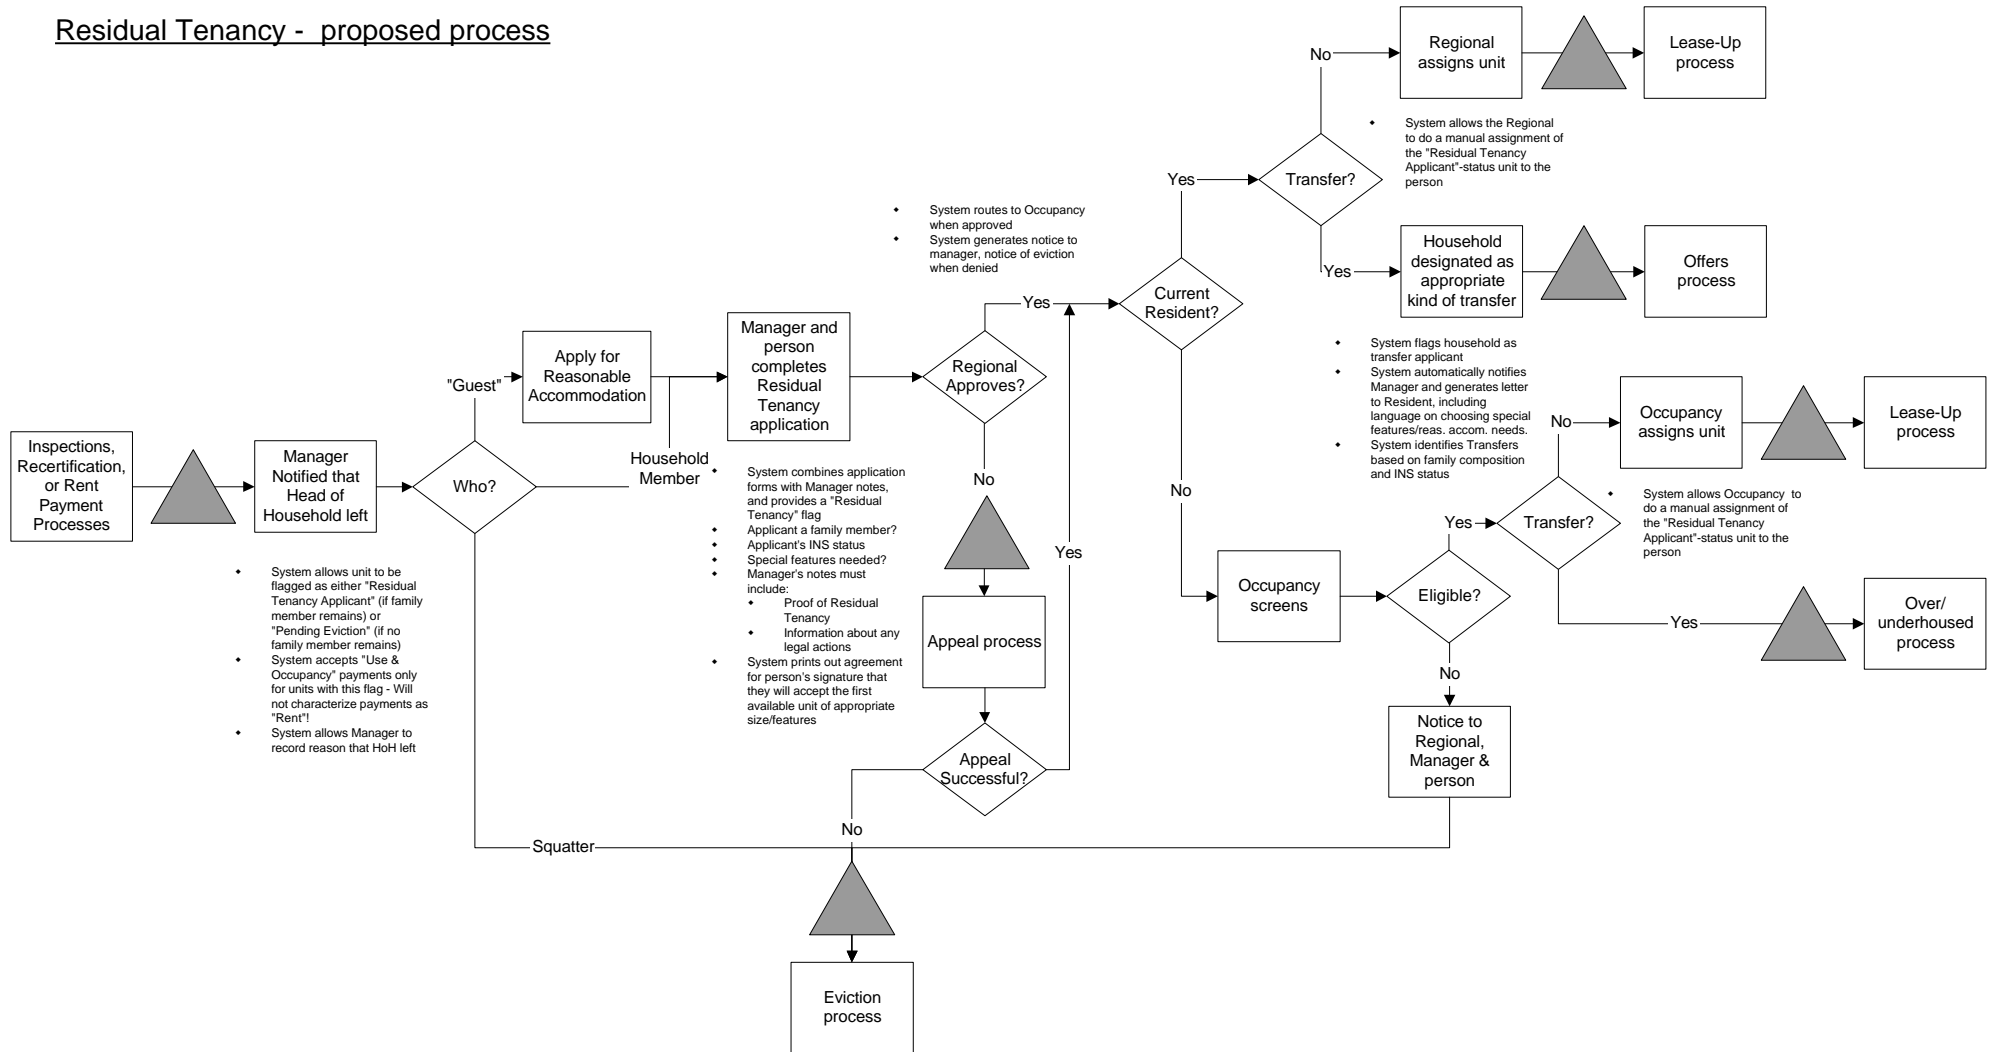 Residual Tenancy -  proposed process
Inspections,
Recertification,
or Rent
Payment
Processes
Manager
Notified that
Head of
Household left
◆ System allows unit to be
flagged as either "Residual
Tenancy Applicant" (if family
member remains) or
"Pending Eviction" (if no
family member remains)
◆ System accepts "Use &
Occupancy" payments only
for units with this flag - Will
not characterize payments as
"Rent"!
◆ System allows Manager to
record reason that HoH left
Who?
"Guest"
Household
Member
Squatter
Apply for
Reasonable
Accommodation
Manager and
person
completes
Residual
Tenancy
application
◆ System combines application
forms with Manager notes,
and provides a "Residual
Tenancy" flag
◆ Applicant a family member?
◆ Applicant's INS status
◆ Special features needed?
◆ Manager's notes must
include:
◆ Proof of Residual
Tenancy
◆ Information about any
legal actions
◆ System prints out agreement
for person's signature that
they will accept the first
available unit of appropriate
size/features
◆ System routes to Occupancy
when approved
◆ System generates notice to
manager, notice of eviction
when denied
Regional
Approves?
Yes
No
Appeal process
Appeal
Successful?
Yes
No
Eviction
process
Current
Resident?
Yes
No
Transfer?
No
Yes
Regional
assigns unit
Lease-Up
process
◆ System allows the Regional
to do a manual assignment of
the "Residual Tenancy
Applicant"-status unit to the
person
Household
designated as
appropriate
kind of transfer
Offers
process
◆ System flags household as
transfer applicant
◆ System automatically notifies
Manager and generates letter
to Resident, including
language on choosing special
features/reas. accom. needs.
◆ System identifies Transfers
based on family composition
and INS status
Occupancy
screens
Eligible?
Yes
No
Notice to
Regional,
Manager &
person
Transfer?
No
Yes
Occupancy
assigns unit
Lease-Up
process
◆ System allows Occupancy  to
do a manual assignment of
the "Residual Tenancy
Applicant"-status unit to the
person
Over/
underhoused
process